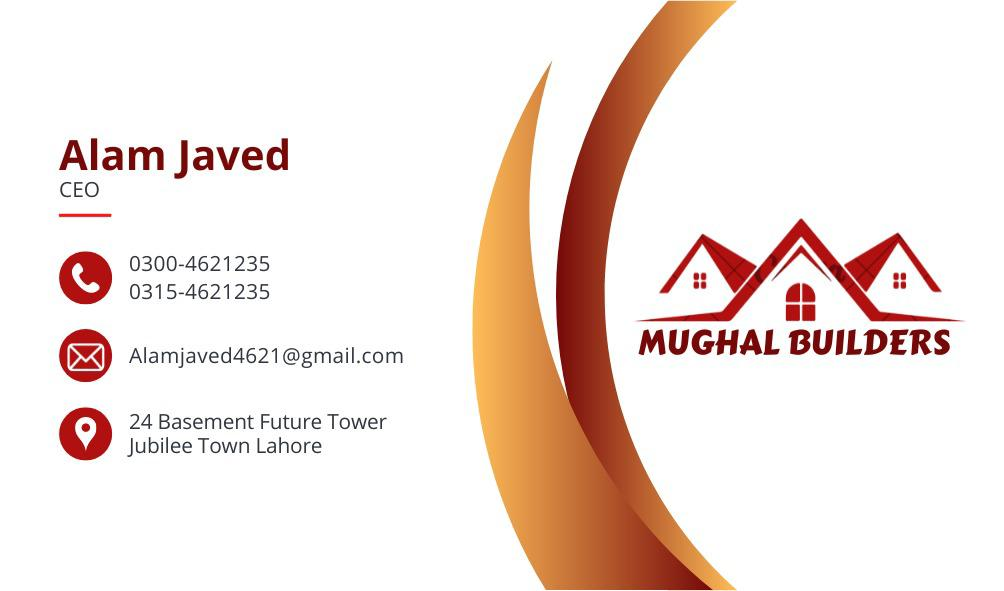 Alam Javed
CEO
0300-4621235
0315-4621235
Alamjaved4621@gmail.com
24 Basement Future Tower
Jubilee Town Lahore
MUGHAL BUILDERS